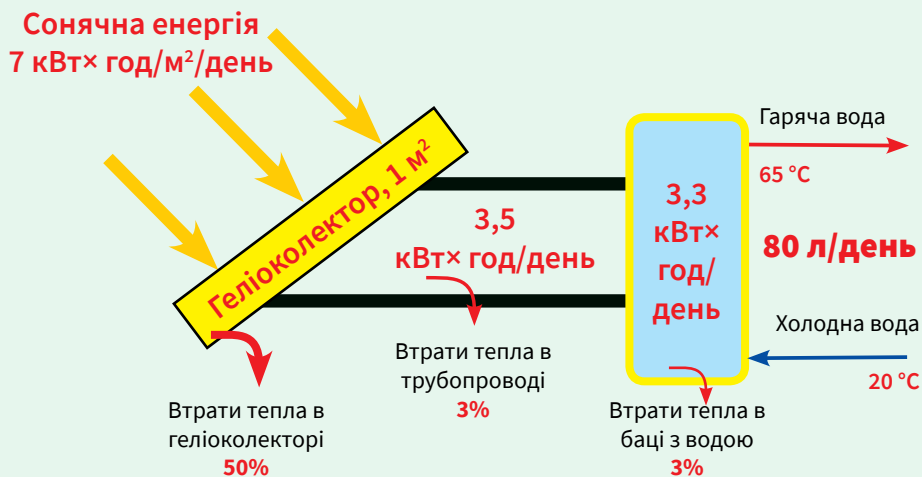 Сонячна енергія
7 кВт× год/м²/день
Геліоколектор, 1 м²
3,5
кВт× год/день
Втрати тепла в
геліоколекторі
50%
Втрати тепла в
трубопроводі
3%
3,3
кВт×
год/
день
Втрати тепла в
баці з водою
3%
Гаряча вода
65 °C
80 л/день
Холодна вода
20 °C